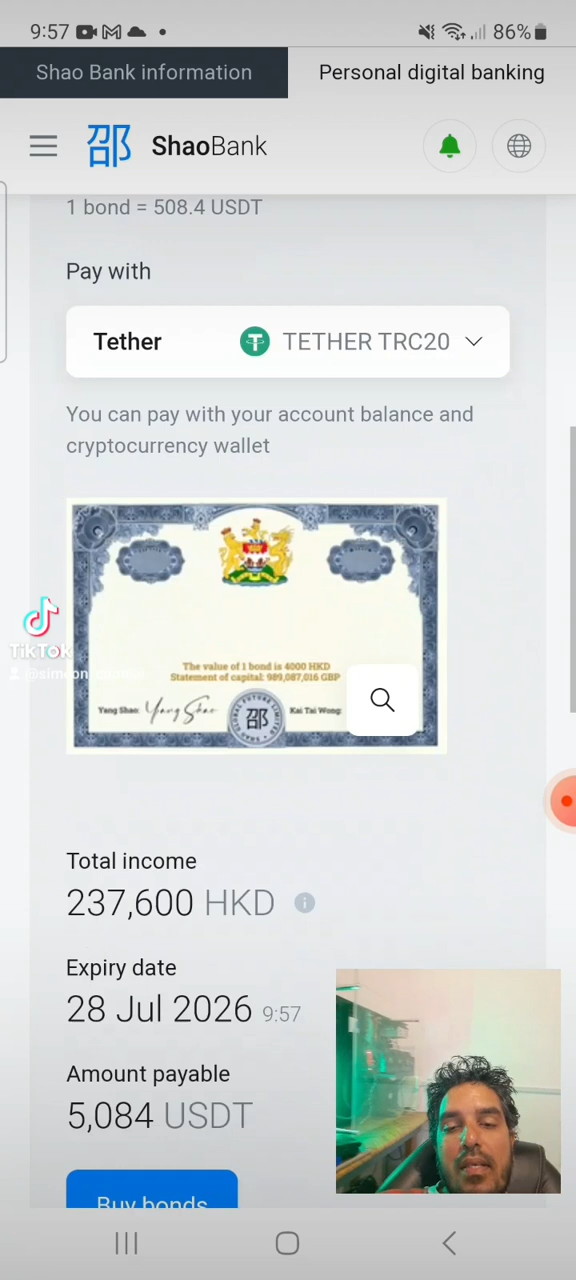 9:57
86%
Shao Bank information
Personal digital banking
邵 ShaoBank
1 bond = 508.4 USDT
Pay with
Tether
TETHER TRC20
You can pay with your account balance and
cryptocurrency wallet
The value of 1 bond is 4000 HKD
Statement of capital: 989,087,016 GBP
Yang Shao:
Yang Shao
Kai Tai Wong:
邵
TikTok
Total income
237,600 HKD
Expiry date
28 Jul 2026 9:57
Amount payable
5,084 USDT
Buy bonds